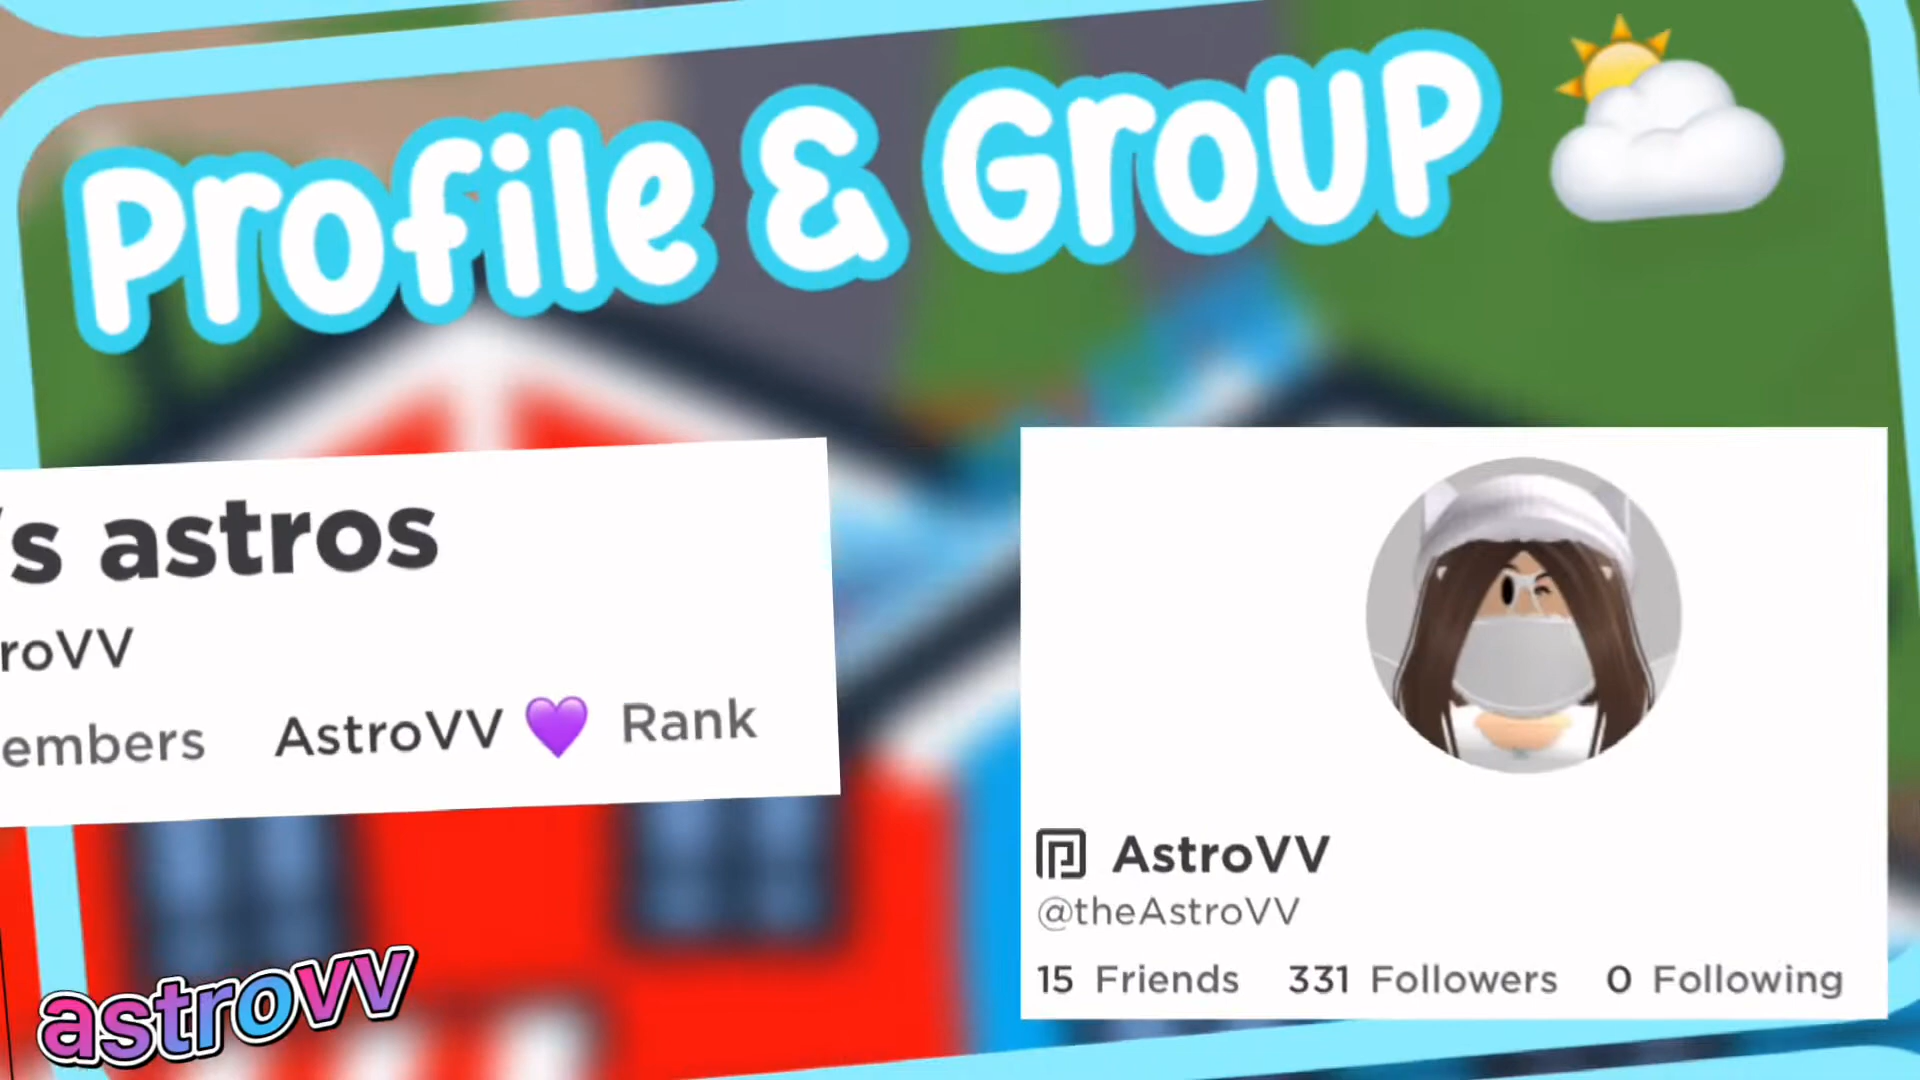 Profile & Group
's astros
roVV
embers AstroVV 💜 Rank
AstroVV
@theAstroVV
15 Friends 331 Followers 0 Following
astrovv